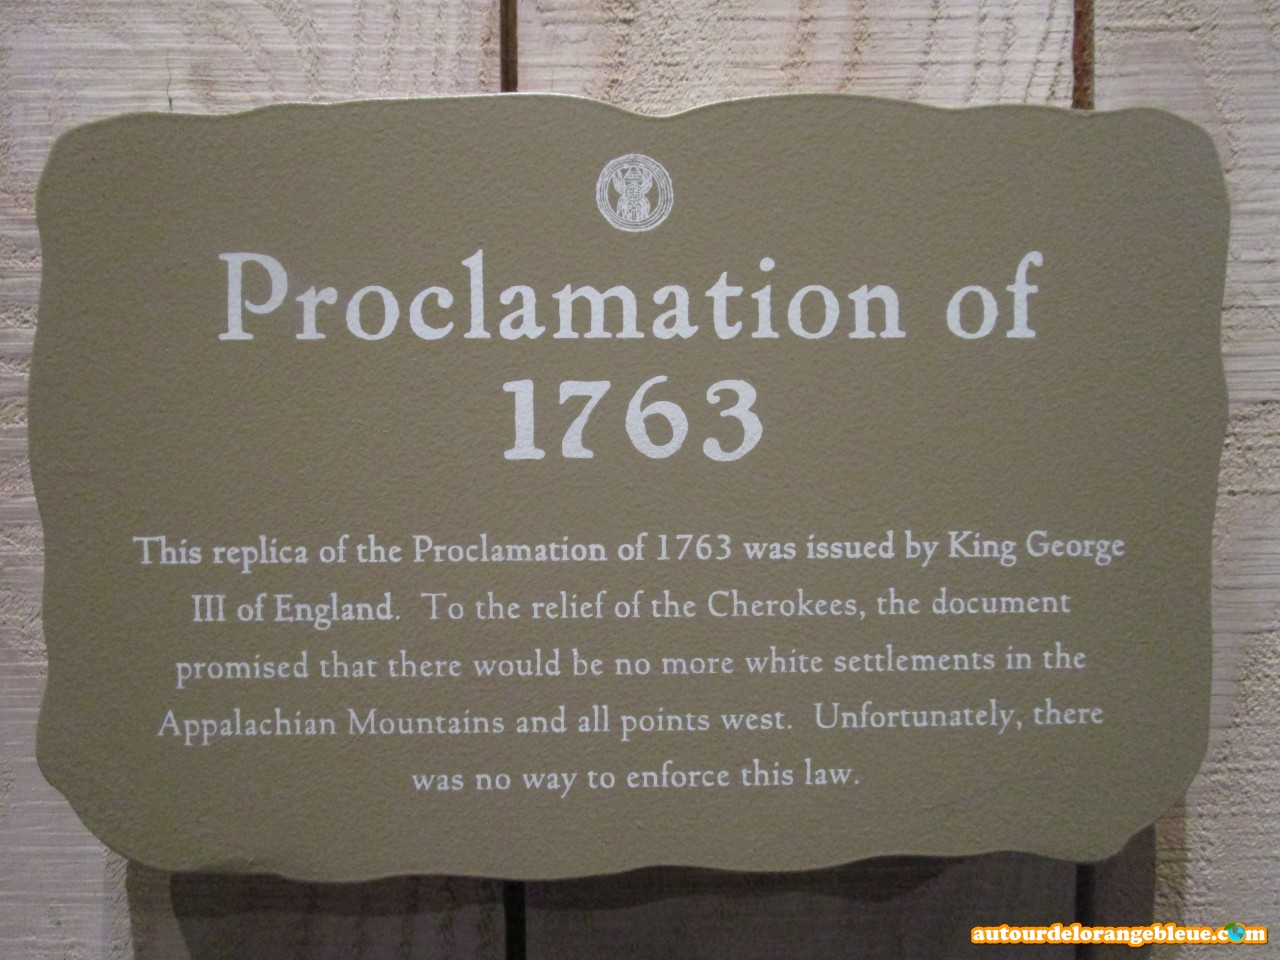 Proclamation of
1763
This replica of the Proclamation of 1763 was issued by King George
III of England. To the relief of the Cherokees, the document
promised that there would be no more white settlements in the
Appalachian Mountains and all points west. Unfortunately, there
was no way to enforce this law.
autourdelorangebleue.com